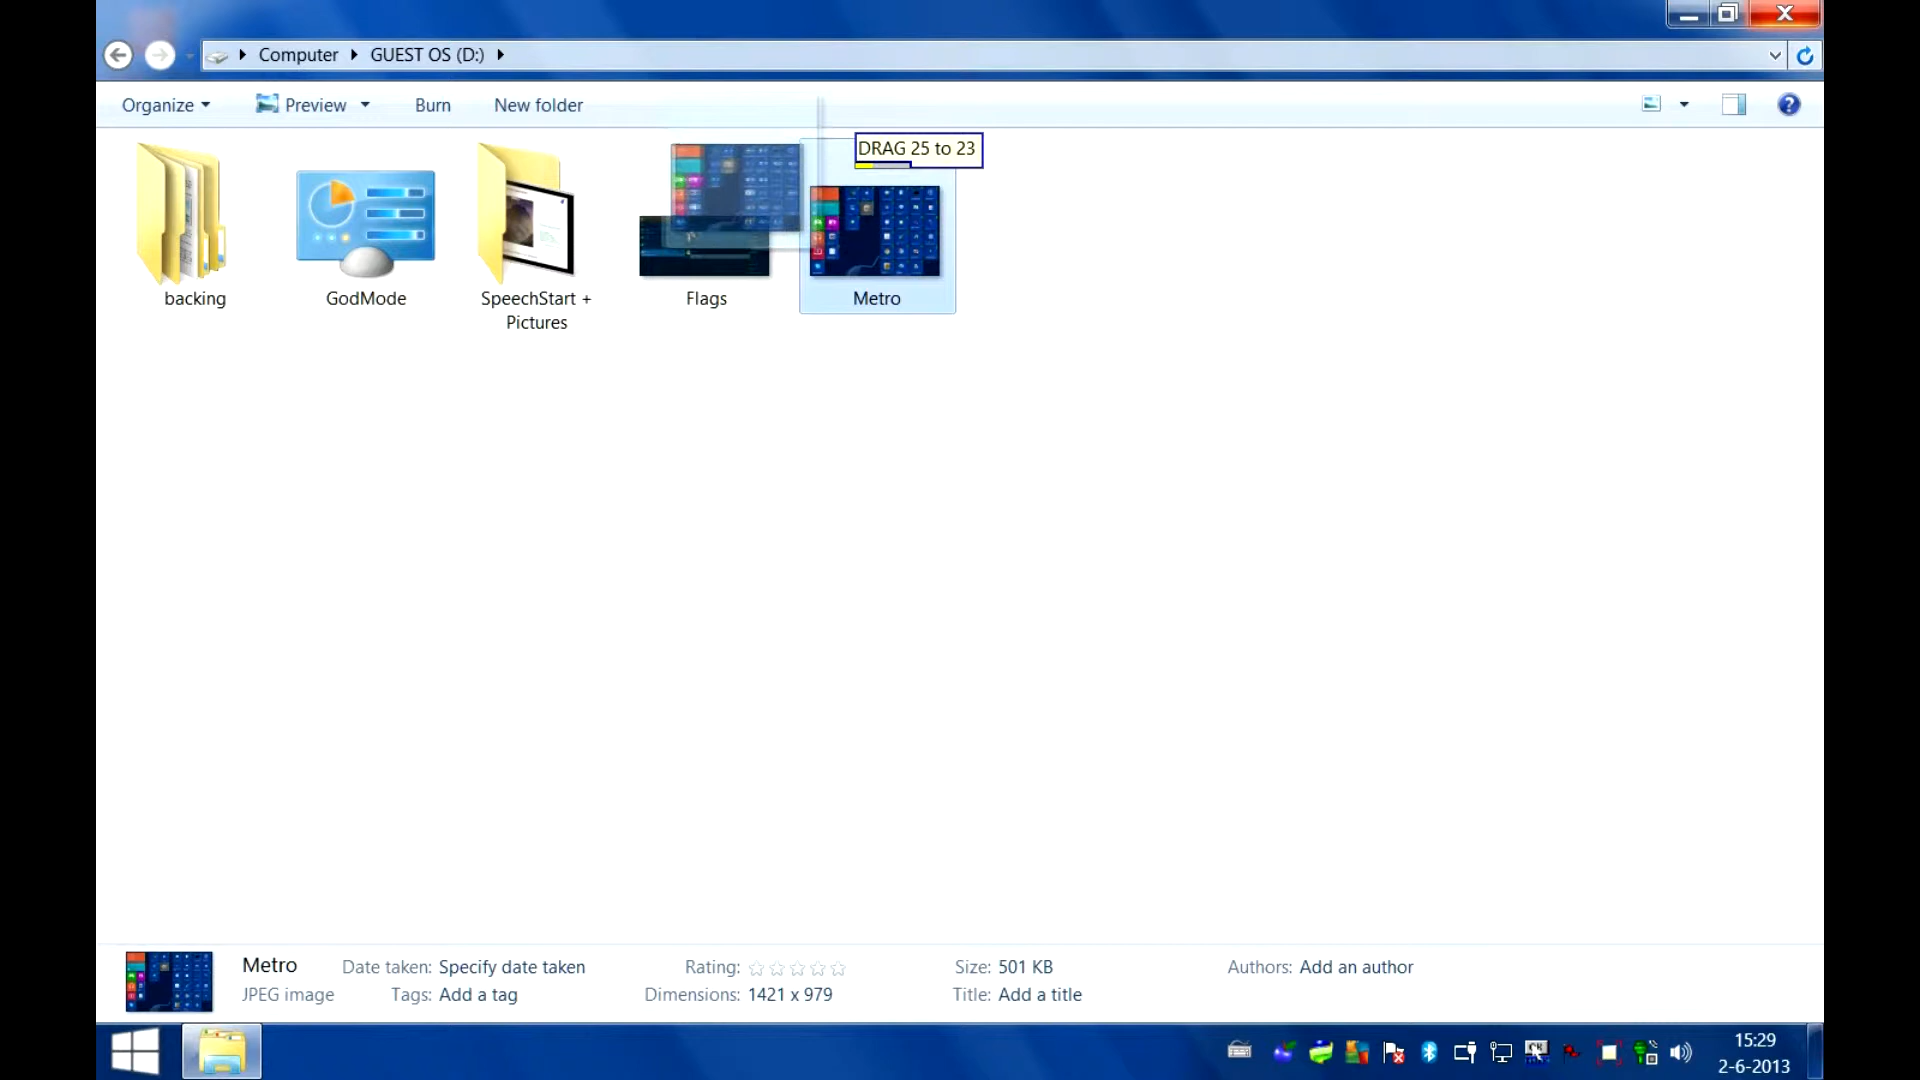 Computer
GUEST OS (D:)
Organize
Preview
Burn
New folder
DRAG 25 to 23
backing
GodMode
SpeechStart +
Pictures
Flags
Metro
Metro
Date taken: Specify date taken
Rating:
Size: 501 KB
Authors: Add an author
JPEG image
Tags: Add a tag
Dimensions: 1421 x 979
Title: Add a title
15:29
2-6-2013